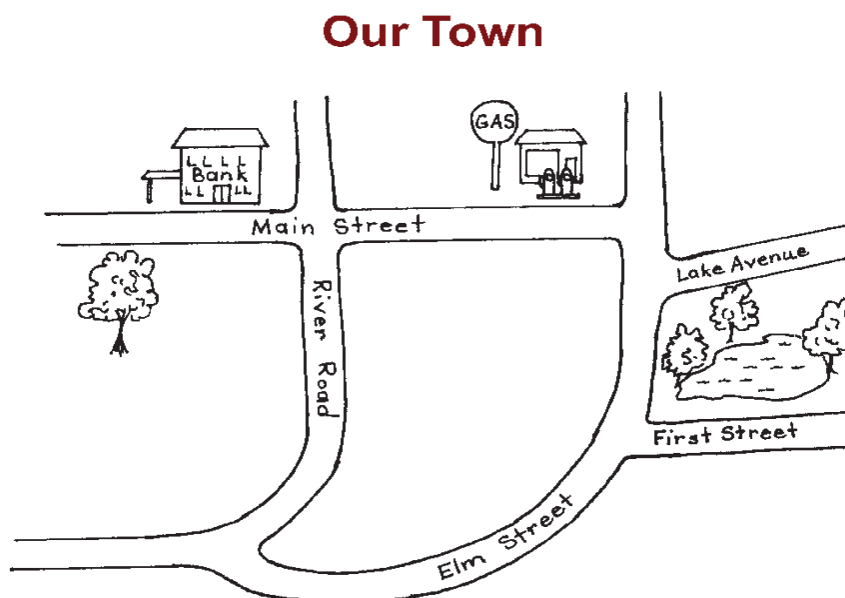 Our Town
GAS
Bank
Main Street
Lake Avenue
River Road
First Street
Elm Street